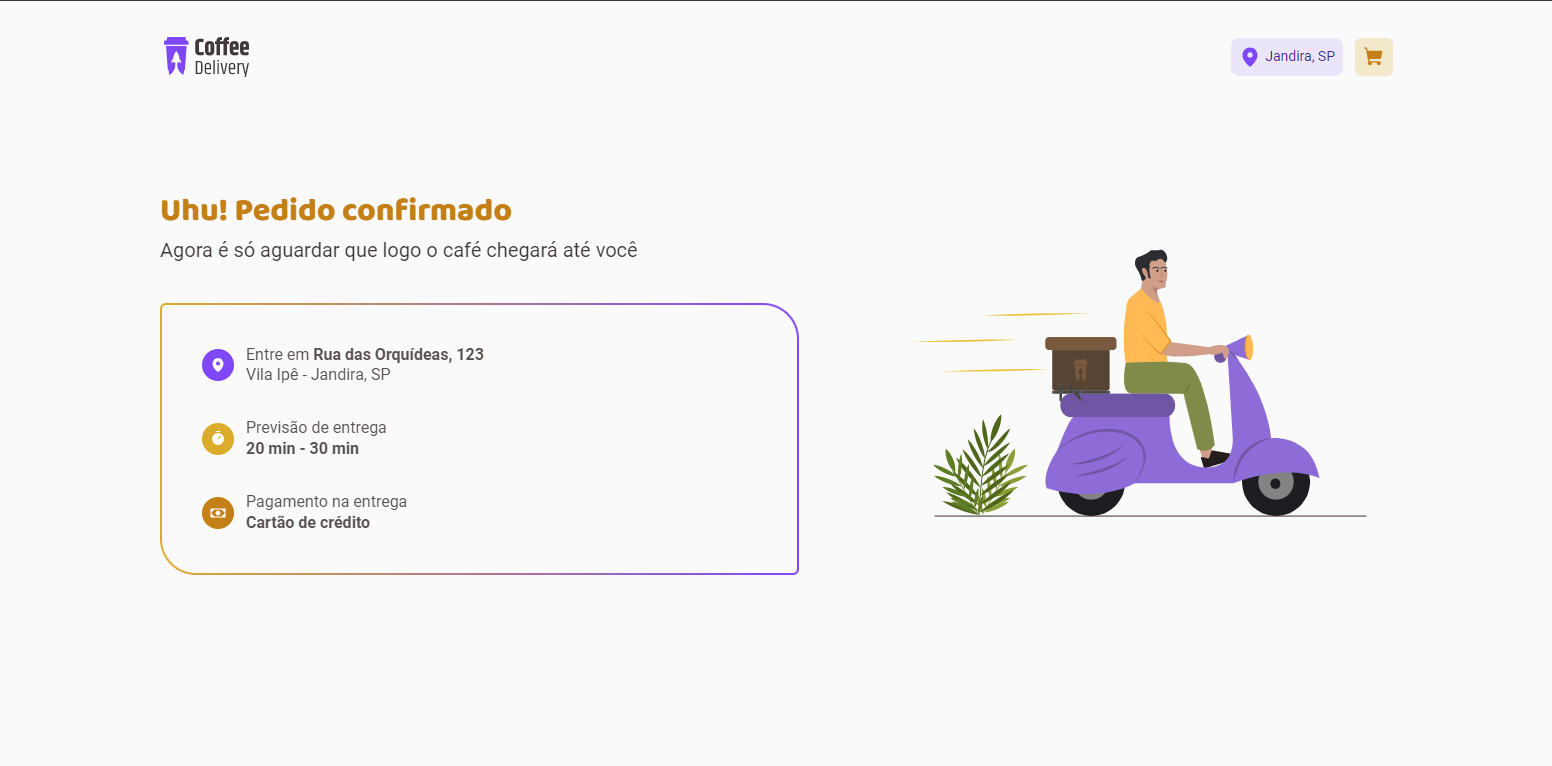 Coffee
Delivery
Jandira, SP
Uhu! Pedido confirmado
Agora é só aguardar que logo o café chegará até você
Entre em Rua das Orquídeas, 123
Vila Ipê - Jandira, SP
Previsão de entrega
20 min - 30 min
Pagamento na entrega
Cartão de crédito